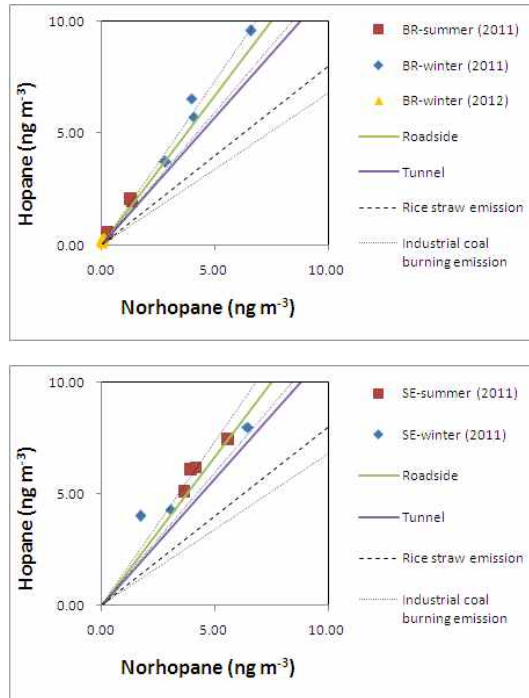 10.00
5.00
0.00
0.00
5.00
10.00
Hopane (ng m⁻³)
Norhopane (ng m⁻³)
BR-summer (2011)
BR-winter (2011)
BR-winter (2012)
Roadside
Tunnel
Rice straw emission
Industrial coal
burning emission
10.00
5.00
0.00
0.00
5.00
10.00
Hopane (ng m⁻³)
Norhopane (ng m⁻³)
SE-summer (2011)
SE-winter (2011)
Roadside
Tunnel
Rice straw emission
Industrial coal
burning emission